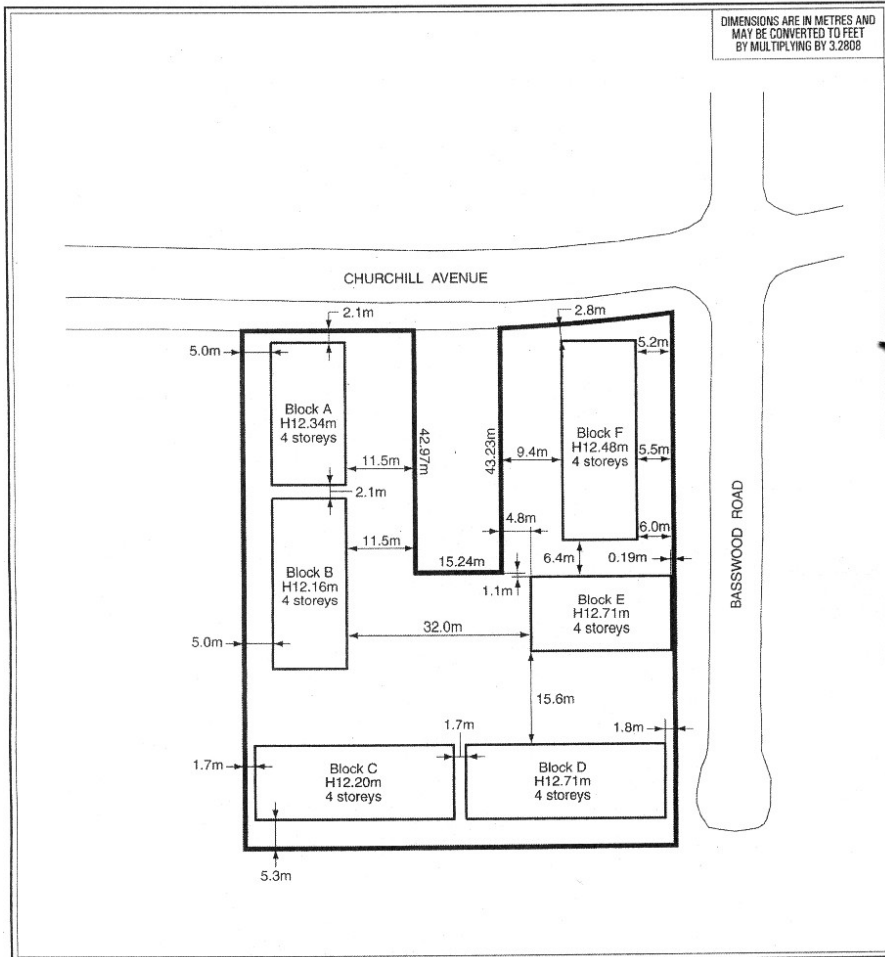 DIMENSIONS ARE IN METRES AND
MAY BE CONVERTED TO FEET
BY MULTIPLYING BY 3.2808
CHURCHILL AVENUE
2.1m
2.8m
5.0m
5.2m
Block A
H12.34m
4 storeys
42.97m
43.23m
Block F
H12.48m
4 storeys
11.5m
9.4m
5.5m
2.1m
4.8m
6.0m
11.5m
15.24m
6.4m
0.19m
1.1m
Block B
H12.16m
4 storeys
Block E
H12.71m
4 storeys
BASSWOOD ROAD
5.0m
32.0m
15.6m
1.7m
1.8m
1.7m
Block C
H12.20m
4 storeys
Block D
H12.71m
4 storeys
5.3m